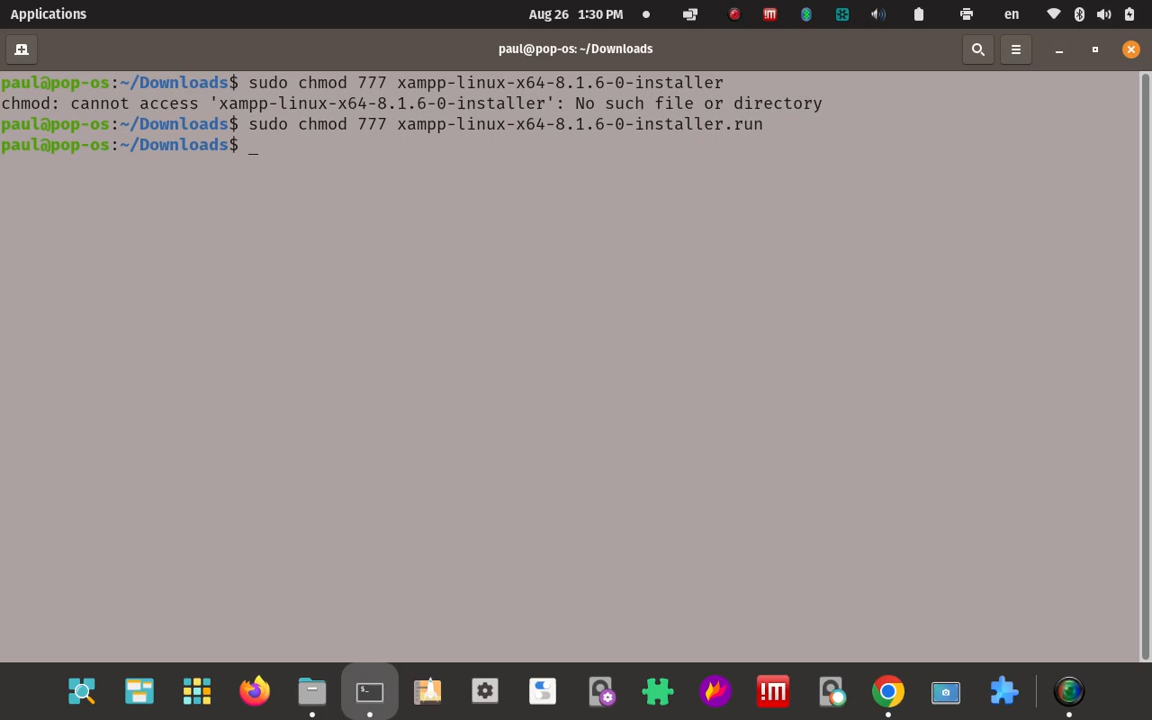 Applications
Aug 26 1:30 PM
en
paul@pop-os: ~/Downloads
paul@pop-os:~/Downloads$ sudo chmod 777 xampp-linux-x64-8.1.6-0-installer
chmod: cannot access 'xampp-linux-x64-8.1.6-0-installer': No such file or directory
paul@pop-os:~/Downloads$ sudo chmod 777 xampp-linux-x64-8.1.6-0-installer.run
paul@pop-os:~/Downloads$ _
$_
!M